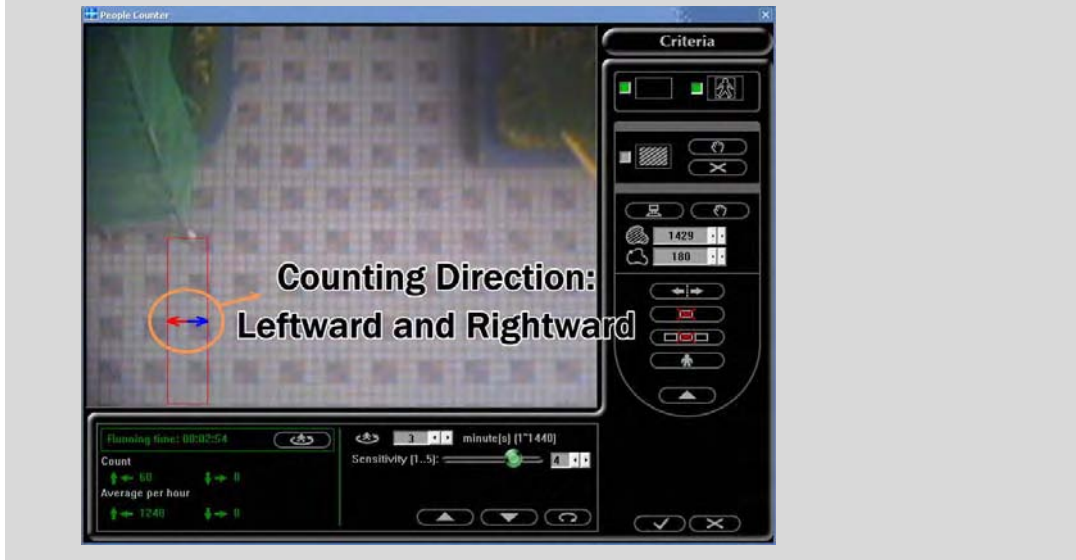 People Counter
Criteria
1429
180
Counting Direction:
Leftward and Rightward
Running time: 00:02:54
3 minute(s) (1~1440)
Sensitivity [1..5]: 4
Count
60 0
Average per hour
1240 0